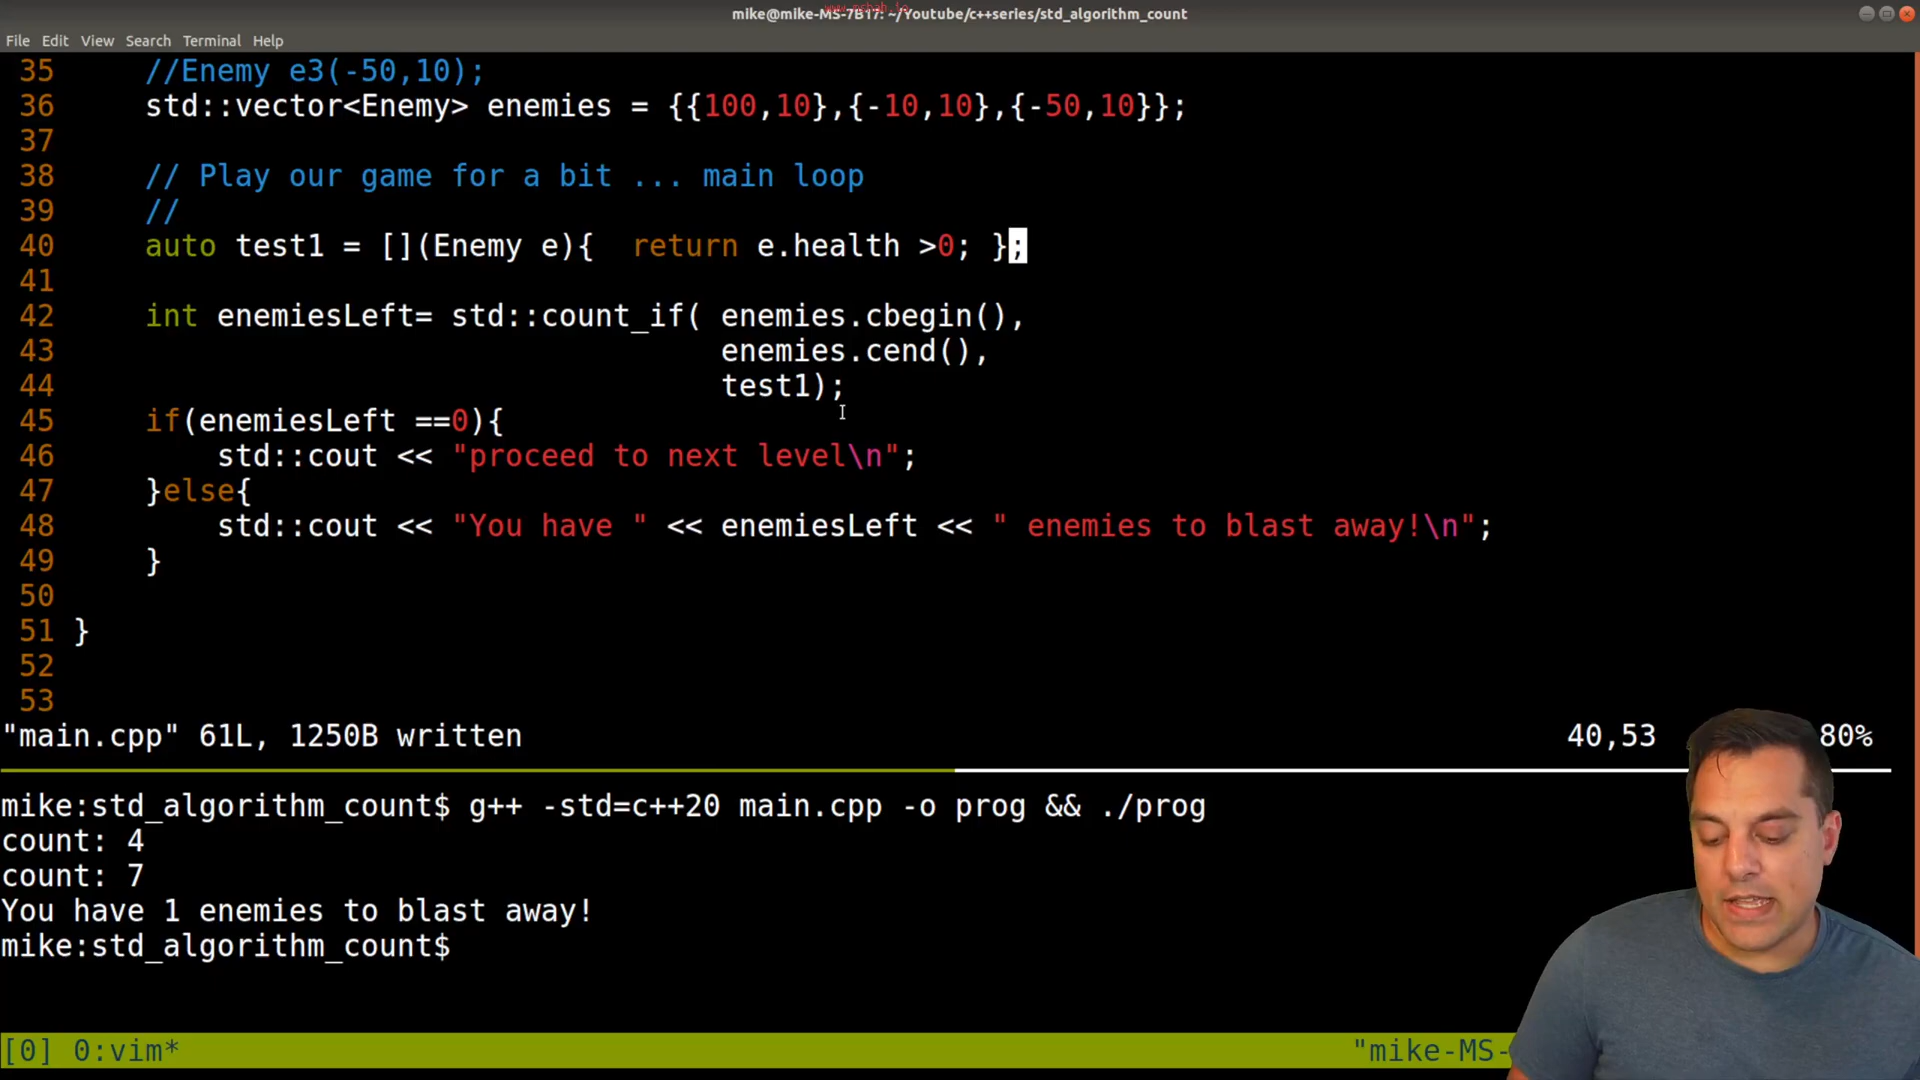 www.mshah.io
mike@mike-MS-7B17: ~/Youtube/c++series/std_algorithm_count
File Edit View Search Terminal Help
35 //Enemy e3(-50,10);
36 std::vector<Enemy> enemies = {{100,10},{-10,10},{-50,10}};
37
38 // Play our game for a bit ... main loop
39 //
40 auto test1 = [](Enemy e){  return e.health >0; };
41
42 int enemiesLeft= std::count_if( enemies.cbegin(),
43 enemies.cend(),
44 test1);
45 if(enemiesLeft ==0){
46 std::cout << "proceed to next level\n";
47 }else{
48 std::cout << "You have " << enemiesLeft << " enemies to blast away!\n";
49 }
50
51 }
52
53
"main.cpp" 61L, 1250B written 40,53 80%
mike:std_algorithm_count$ g++ -std=c++20 main.cpp -o prog && ./prog
count: 4
count: 7
You have 1 enemies to blast away!
mike:std_algorithm_count$
[0] 0:vim* "mike-MS-